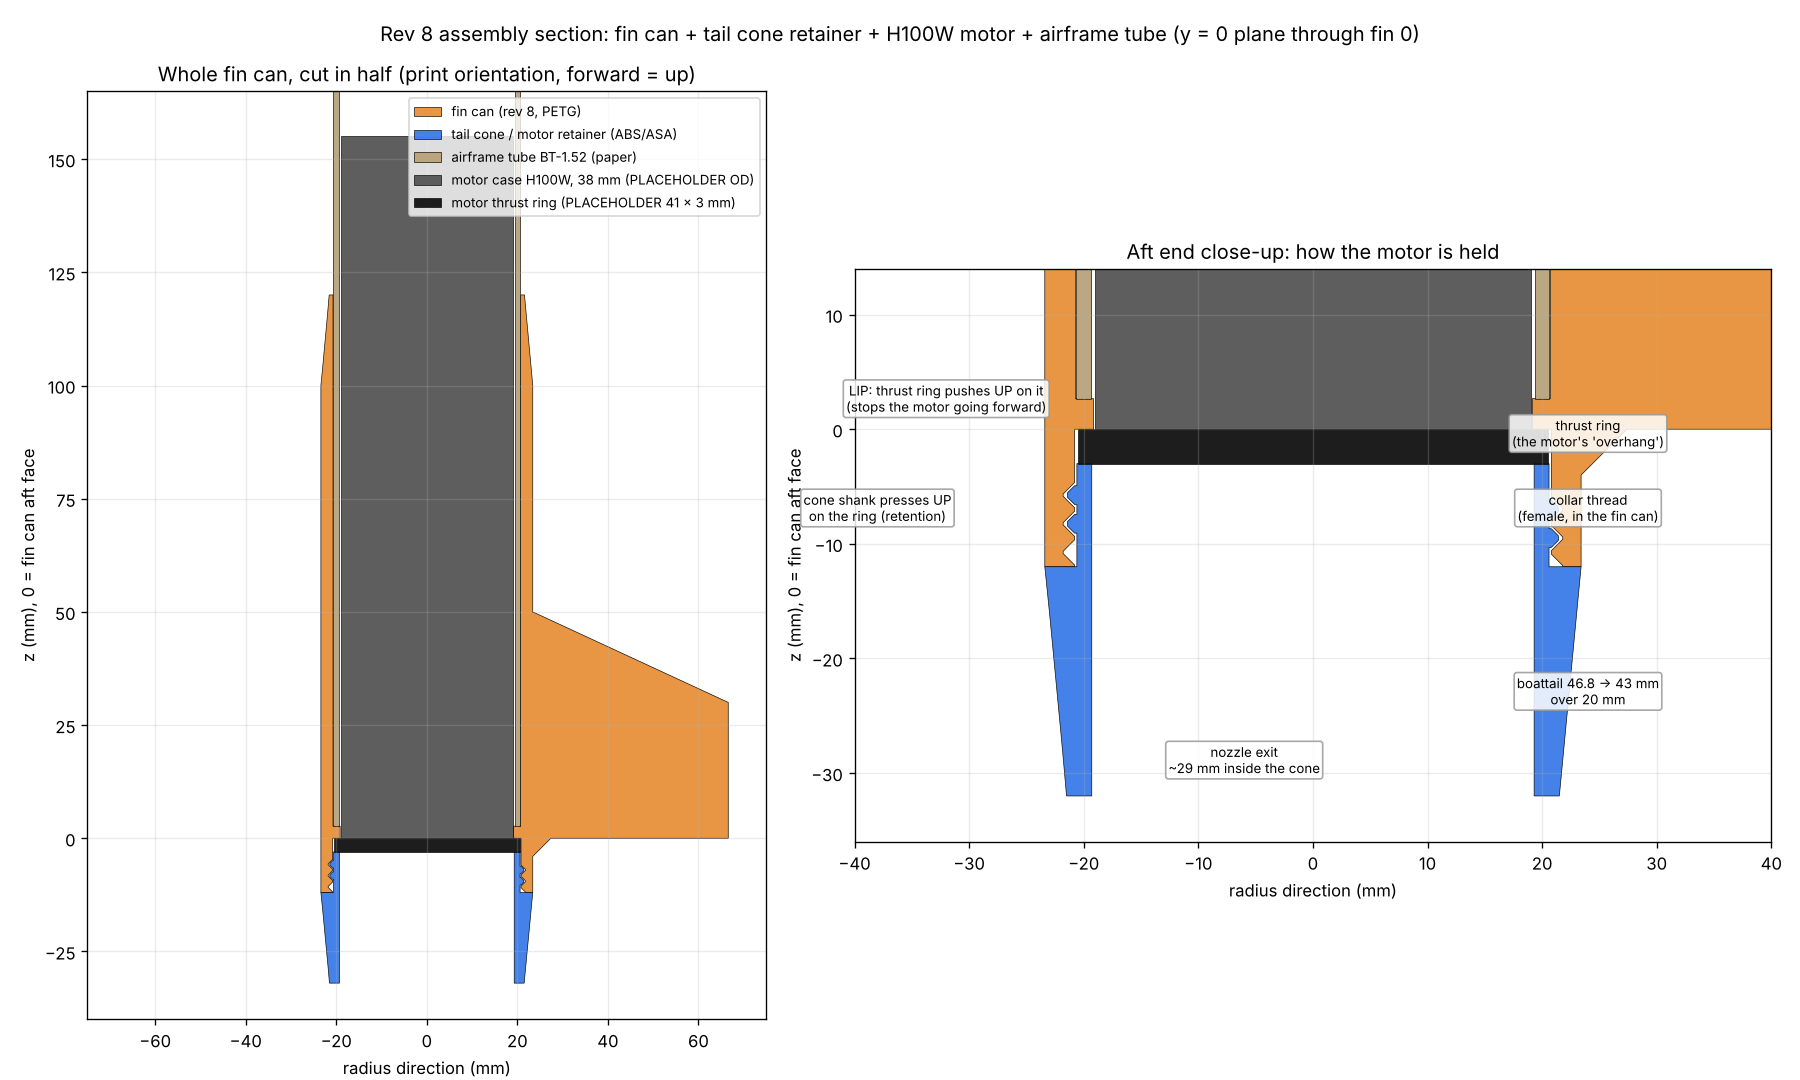 Rev 8 assembly section: fin can + tail cone retainer + H100W motor + airframe tube (y = 0 plane through fin 0)
Whole fin can, cut in half (print orientation, forward = up)
fin can (rev 8, PETG)
tail cone / motor retainer (ABS/ASA)
airframe tube BT-1.52 (paper)
motor case H100W, 38 mm (PLACEHOLDER OD)
motor thrust ring (PLACEHOLDER 41 × 3 mm)
z (mm), 0 = fin can aft face
150
125
100
75
50
25
0
−25
−60
−40
−20
0
20
40
60
radius direction (mm)
Aft end close-up: how the motor is held
LIP: thrust ring pushes UP on it
(stops the motor going forward)
thrust ring
(the motor's 'overhang')
cone shank presses UP
on the ring (retention)
collar thread
(female, in the fin can)
boattail 46.8 → 43 mm
over 20 mm
nozzle exit
~29 mm inside the cone
z (mm), 0 = fin can aft face
10
0
−10
−20
−30
−40
−30
−20
−10
0
10
20
30
40
radius direction (mm)